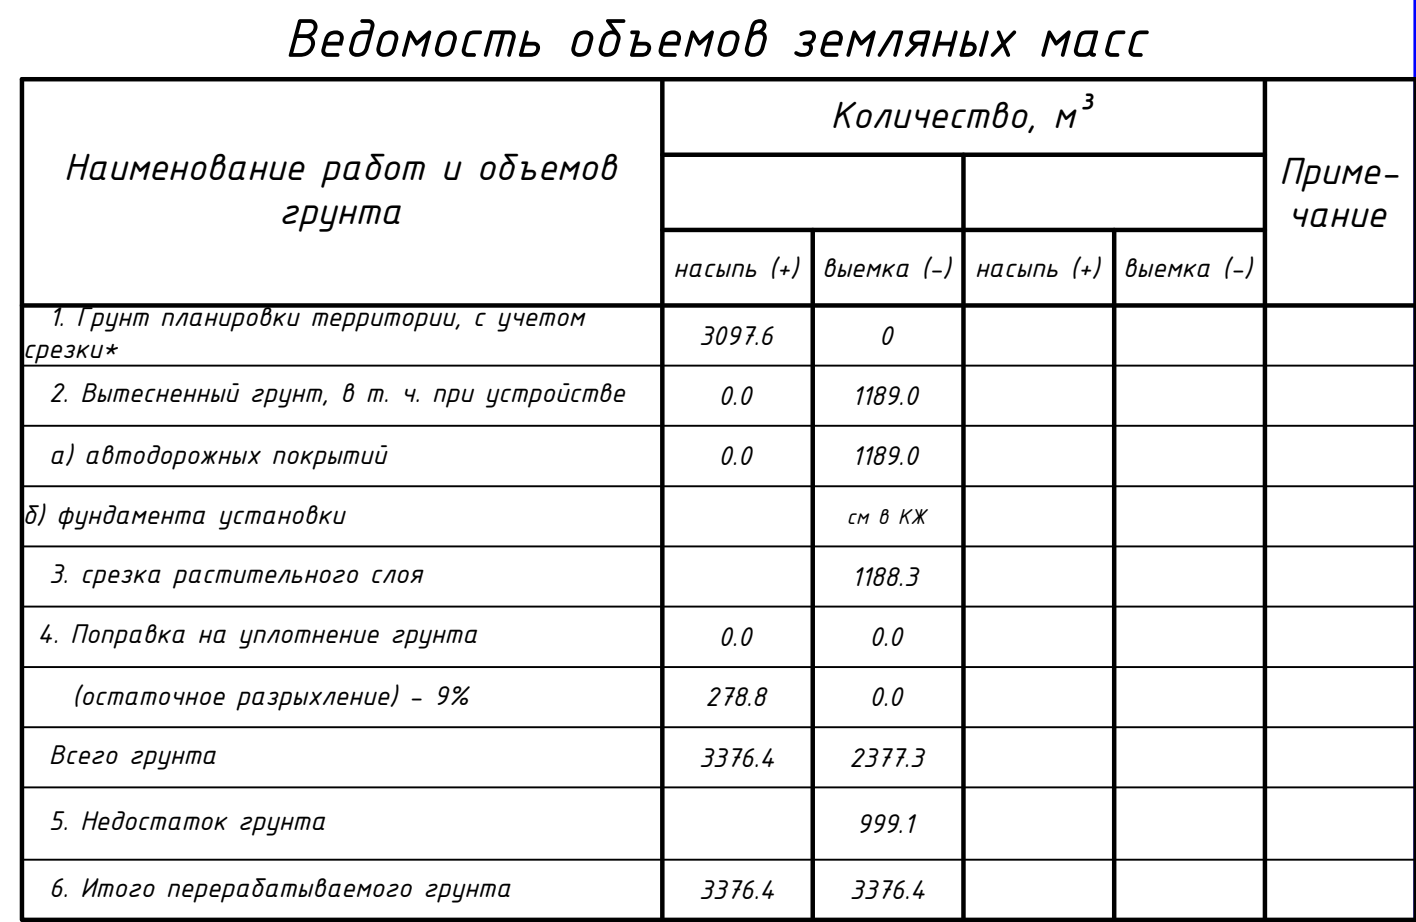 Ведомость объемов земляных масс
Наименование работ и объемов
грунта
Количество, м³
Приме-
чание
насыпь (+) выемка (-) насыпь (+) выемка (-)
1. Грунт планировки территории, с учетом
срезки*
3097.6 0
2. Вытесненный грунт, в т. ч. при устройстве 0.0 1189.0
а) автодорожных покрытий 0.0 1189.0
б) фундамента установки см в КЖ
3. срезка растительного слоя 1188.3
4. Поправка на уплотнение грунта 0.0 0.0
(остаточное разрыхление) - 9% 278.8 0.0
Всего грунта 3376.4 2377.3
5. Недостаток грунта 999.1
6. Итого перерабатываемого грунта 3376.4 3376.4